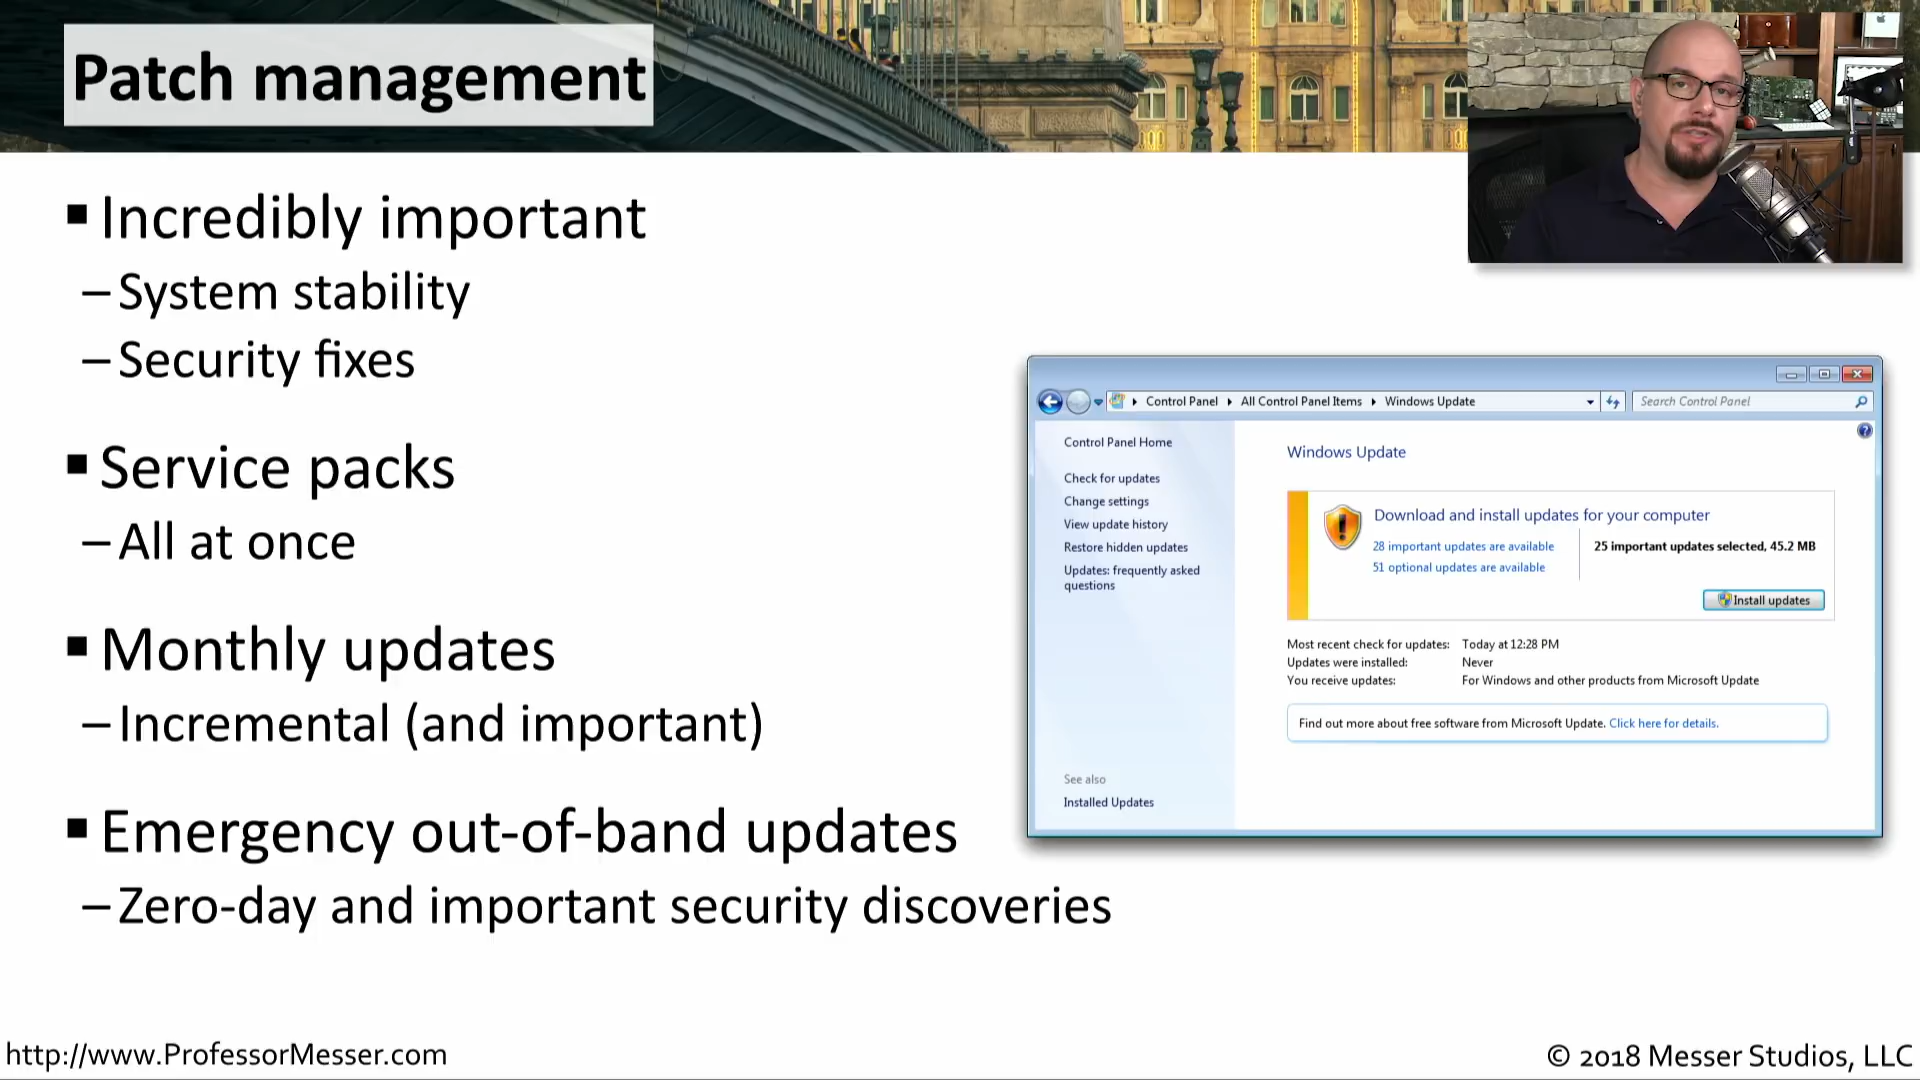 Patch management
▪ Incredibly important
– System stability
– Security fixes
▪ Service packs
– All at once
▪ Monthly updates
– Incremental (and important)
▪ Emergency out-of-band updates
– Zero-day and important security discoveries
Control Panel ▸ All Control Panel Items ▸ Windows Update
Search Control Panel
Control Panel Home
Check for updates
Change settings
View update history
Restore hidden updates
Updates: frequently asked
questions
See also
Installed Updates
Windows Update
Download and install updates for your computer
28 important updates are available
51 optional updates are available
25 important updates selected, 45.2 MB
Install updates
Most recent check for updates: Today at 12:28 PM
Updates were installed: Never
You receive updates: For Windows and other products from Microsoft Update
Find out more about free software from Microsoft Update. Click here for details.
http://www.ProfessorMesser.com
© 2018 Messer Studios, LLC